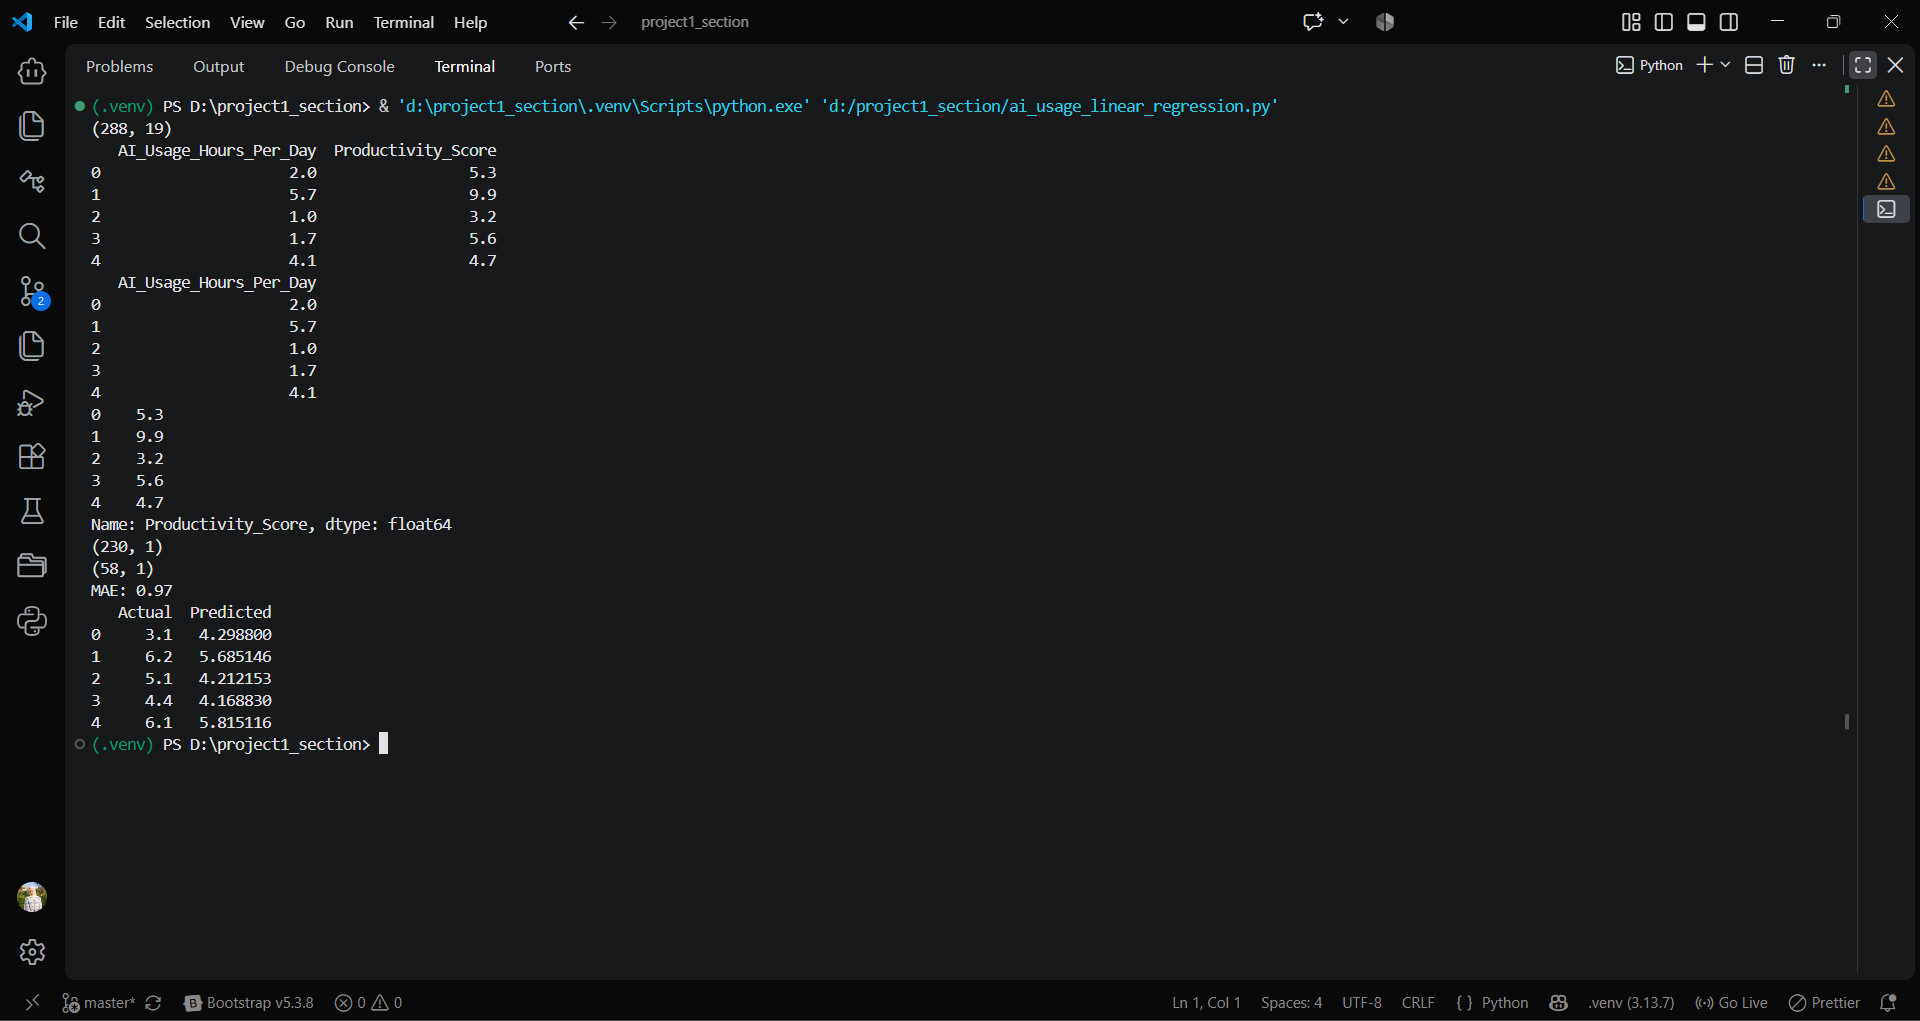 File Edit Selection View Go Run Terminal Help project1_section
Problems Output Debug Console Terminal Ports Python
(.venv) PS D:\project1_section> & 'd:\project1_section\.venv\Scripts\python.exe' 'd:/project1_section/ai_usage_linear_regression.py'
(288, 19)
AI_Usage_Hours_Per_Day Productivity_Score
0 2.0 5.3
1 5.7 9.9
2 1.0 3.2
3 1.7 5.6
4 4.1 4.7
AI_Usage_Hours_Per_Day
0 2.0
1 5.7
2 1.0
3 1.7
4 4.1
0 5.3
1 9.9
2 3.2
3 5.6
4 4.7
Name: Productivity_Score, dtype: float64
(230, 1)
(58, 1)
MAE: 0.97
Actual Predicted
0 3.1 4.298800
1 6.2 5.685146
2 5.1 4.212153
3 4.4 4.168830
4 6.1 5.815116
(.venv) PS D:\project1_section>
2
master* B Bootstrap v5.3.8 0 0 Ln 1, Col 1 Spaces: 4 UTF-8 CRLF { } Python .venv (3.13.7) Go Live Prettier